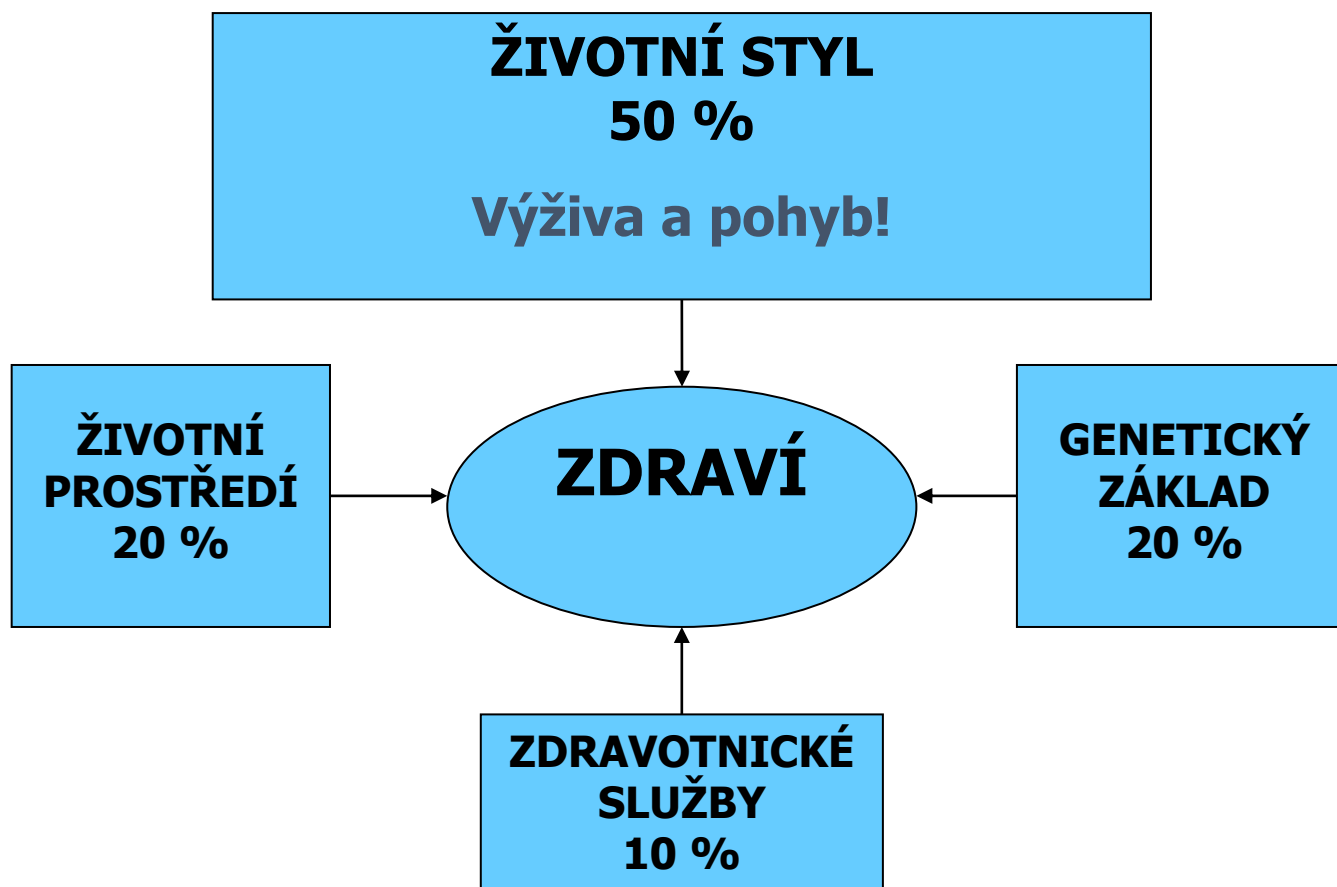 ŽIVOTNÍ STYL
50 %
Výživa a pohyb!
ŽIVOTNÍ
PROSTŘEDÍ
20 %
ZDRAVÍ
GENETICKÝ
ZÁKLAD
20 %
ZDRAVOTNICKÉ
SLUŽBY
10 %